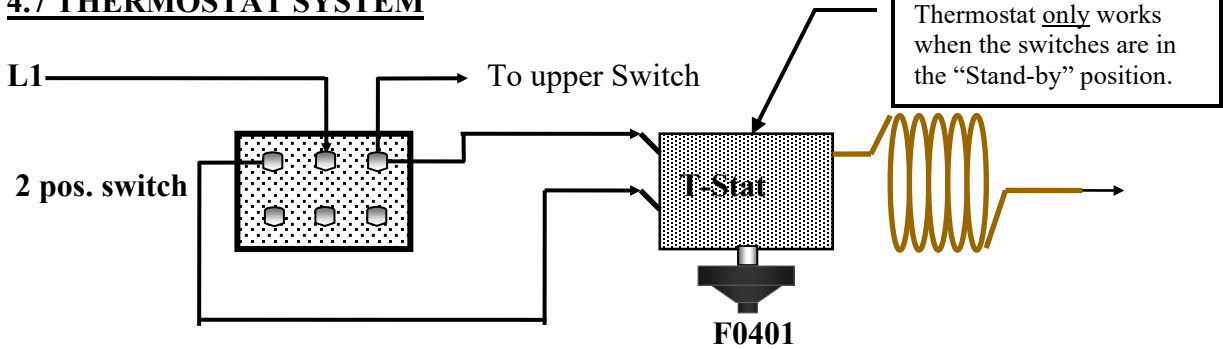 4.7 THERMOSTAT SYSTEM
Thermostat only works
when the switches are in
the “Stand-by” position.
L1
To upper Switch
2 pos. switch
T-Stat
F0401